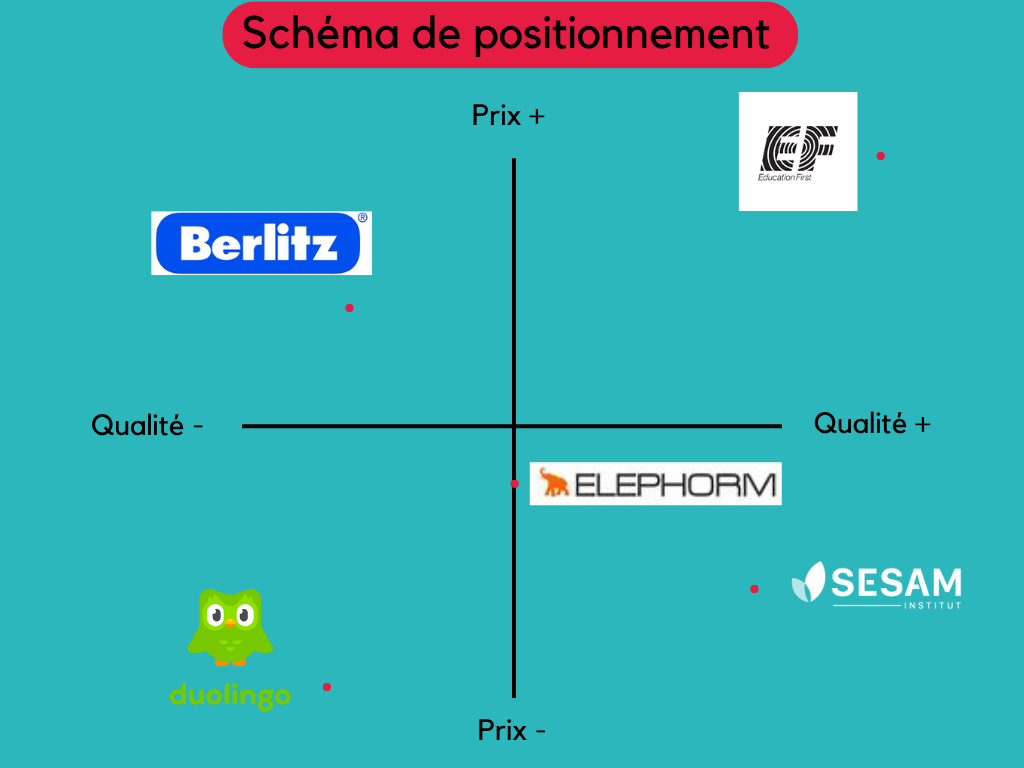 Schéma de positionnement
Prix +
EF
Education First
Berlitz®
Qualité -
Qualité +
ELEPHORM
SESAM
INSTITUT
duolingo
Prix -